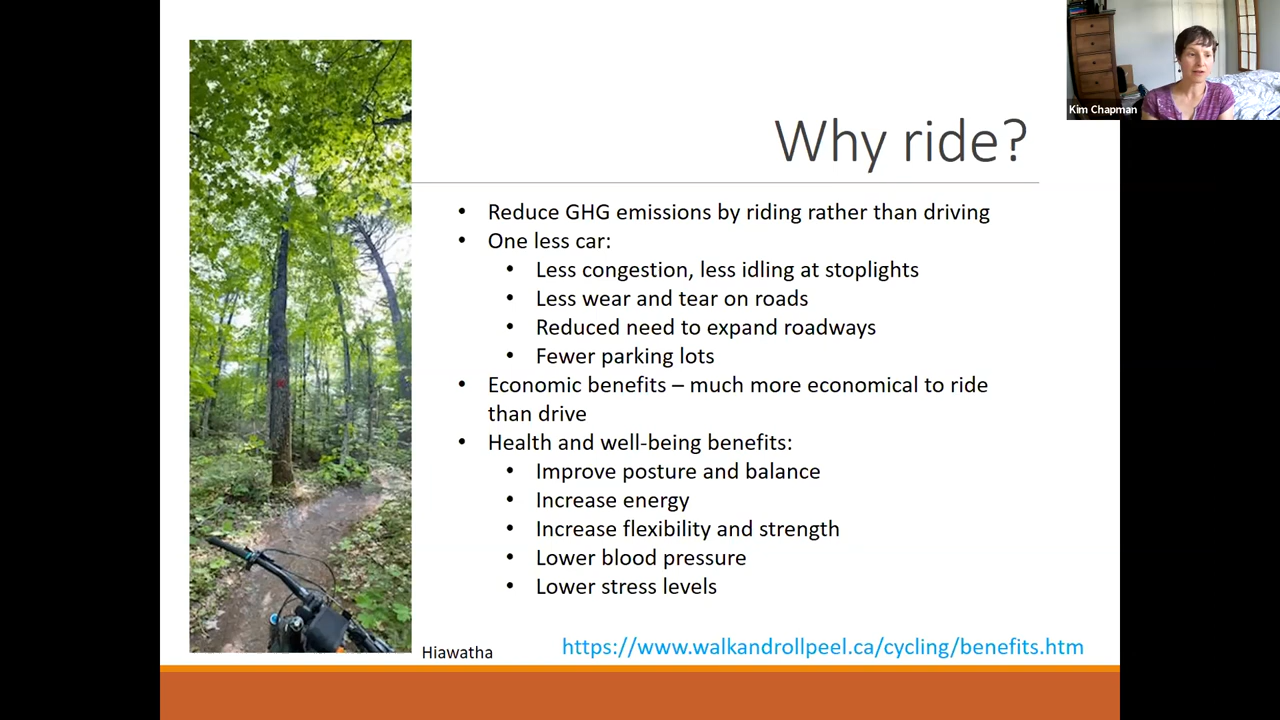 Kim Chapman
Why ride?
• Reduce GHG emissions by riding rather than driving
• One less car:
• Less congestion, less idling at stoplights
• Less wear and tear on roads
• Reduced need to expand roadways
• Fewer parking lots
• Economic benefits – much more economical to ride
than drive
• Health and well-being benefits:
• Improve posture and balance
• Increase energy
• Increase flexibility and strength
• Lower blood pressure
• Lower stress levels
Hiawatha
https://www.walkandrollpeel.ca/cycling/benefits.htm